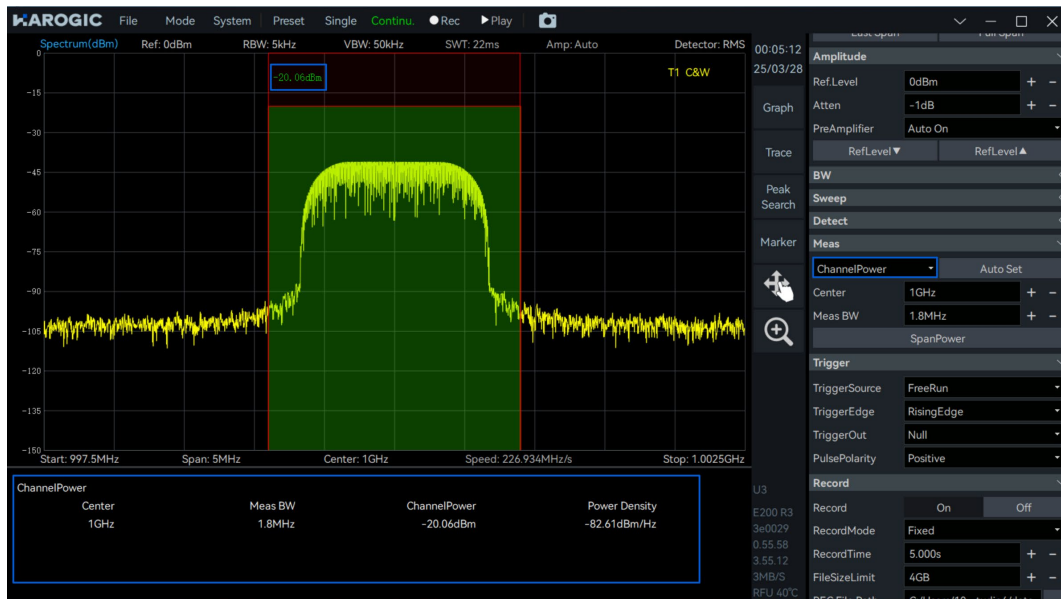 HAROGIC File Mode System Preset Single Continu. Rec Play
Spectrum(dBm) Ref: 0dBm RBW: 5kHz VBW: 50kHz SWT: 22ms Amp: Auto Detector: RMS
0
-20.06dBm
T1 C&W
-15
-30
-45
-60
-75
-90
-105
-120
-135
-150
Start: 997.5MHz Span: 5MHz Center: 1GHz Speed: 226.934MHz/s Stop: 1.0025GHz
ChannelPower
Center Meas BW ChannelPower Power Density
1GHz 1.8MHz -20.06dBm -82.61dBm/Hz
00:05:12
25/03/28
Graph
Trace
Peak
Search
Marker
U3
E200 R3
3e0029
0.55.58
3.55.12
3MB/S
RFU 40°C
Last Span Full Span
Amplitude
Ref.Level 0dBm + -
Atten -1dB + -
PreAmplifier Auto On
RefLevel▼ RefLevel▲
BW
Sweep
Detect
Meas
ChannelPower Auto Set
Center 1GHz + -
Meas BW 1.8MHz + -
SpanPower
Trigger
TriggerSource FreeRun
TriggerEdge RisingEdge
TriggerOut Null
PulsePolarity Positive
Record
Record On Off
RecordMode Fixed
RecordTime 5.000s + -
FileSizeLimit 4GB + -